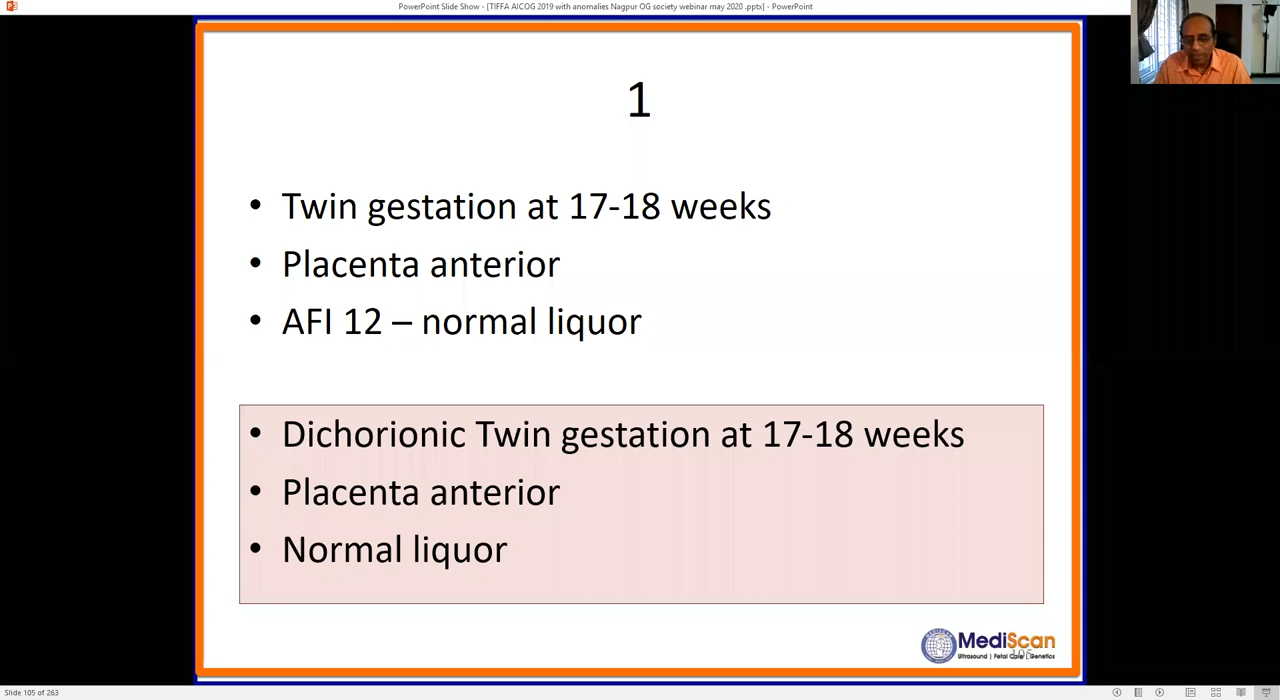 PowerPoint Slide Show - [TIFFA AICOG 2019 with anomalies Nagpur OG society webinar may 2020 .pptx] - PowerPoint
1
• Twin gestation at 17-18 weeks
• Placenta anterior
• AFI 12 – normal liquor
• Dichorionic Twin gestation at 17-18 weeks
• Placenta anterior
• Normal liquor
MediScan
Ultrasound | Fetal Care | Genetics
105
Slide 105 of 263